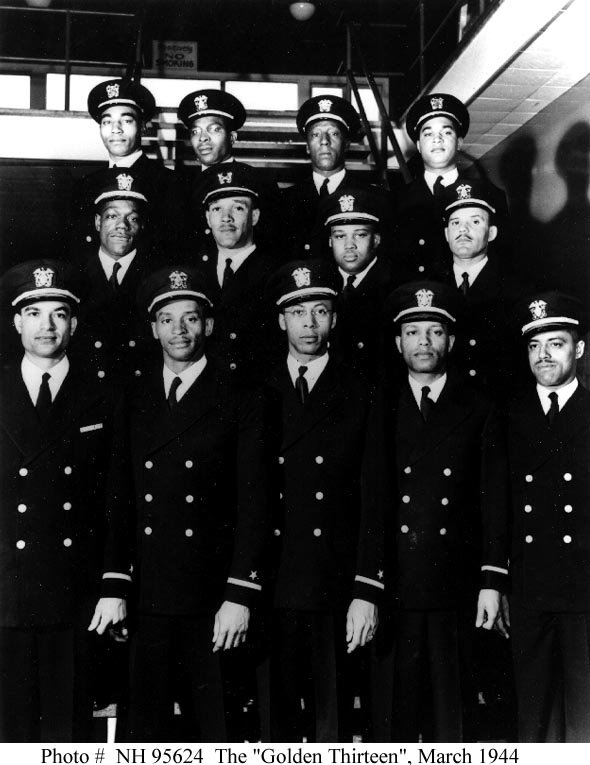 NO
SMOKING
Photo #  NH 95624  The "Golden Thirteen", March 1944